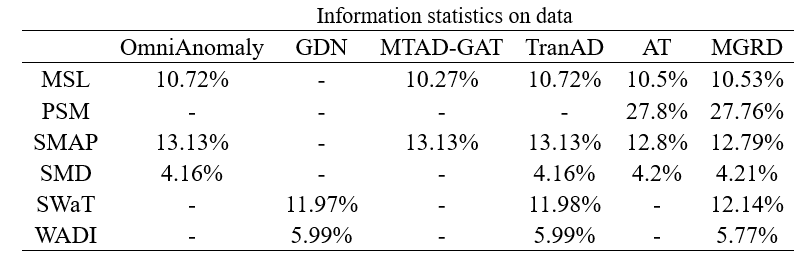 Information statistics on data
OmniAnomaly GDN MTAD-GAT TranAD AT MGRD
MSL 10.72% - 10.27% 10.72% 10.5% 10.53%
PSM - - - - 27.8% 27.76%
SMAP 13.13% - 13.13% 13.13% 12.8% 12.79%
SMD 4.16% - - 4.16% 4.2% 4.21%
SWaT - 11.97% - 11.98% - 12.14%
WADI - 5.99% - 5.99% - 5.77%